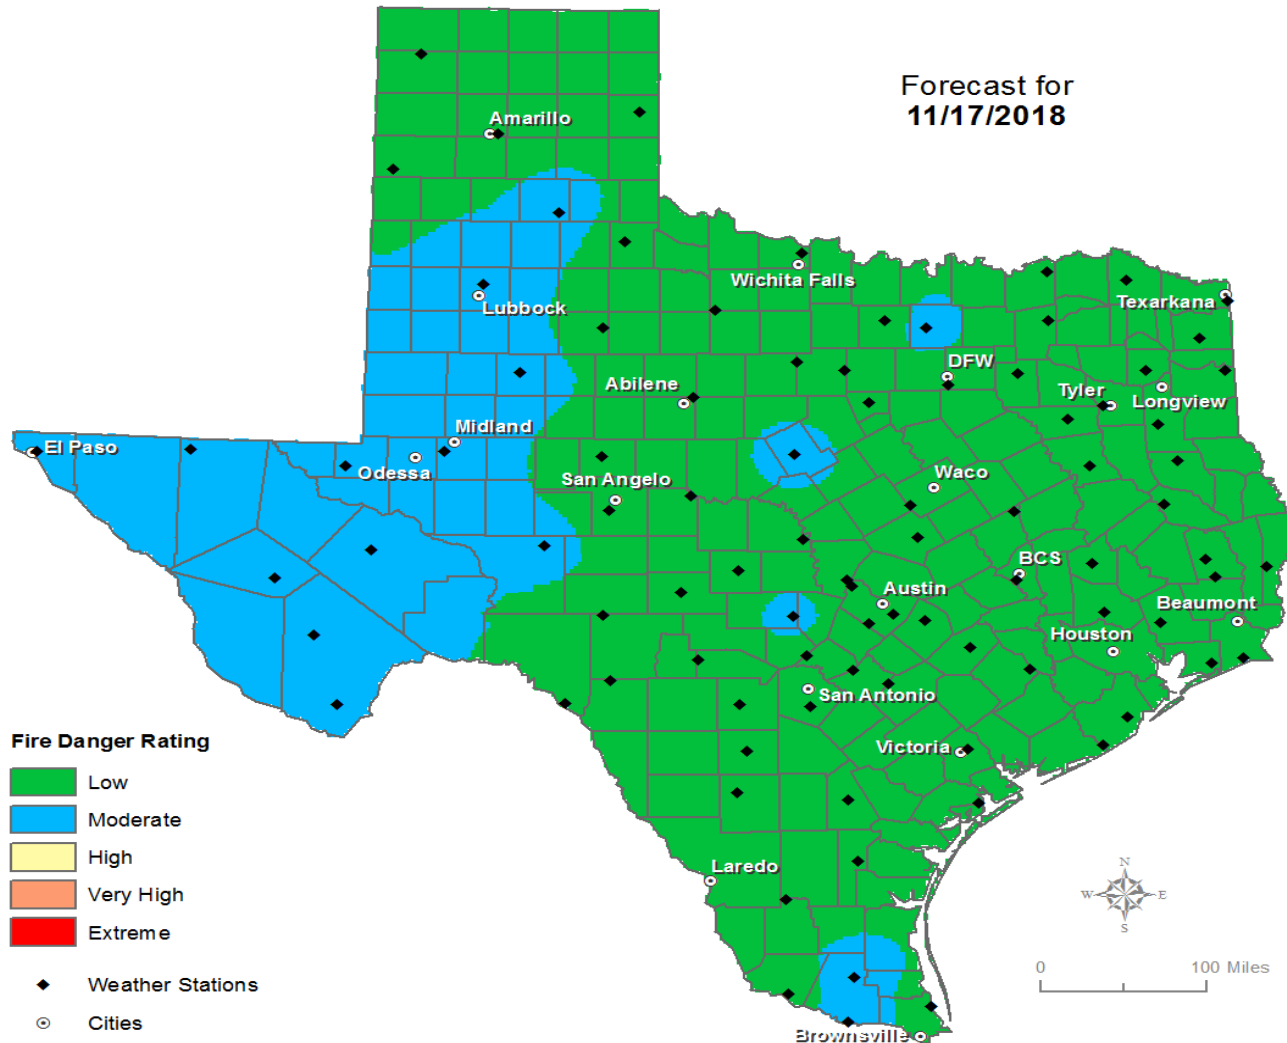 Forecast for
11/17/2018
Amarillo
Wichita Falls
Texarkana
Lubbock
DFW
Abilene
Tyler
Longview
Midland
El Paso
Odessa
San Angelo
Waco
BCS
Austin
Beaumont
Houston
San Antonio
Victoria
Laredo
Brownsville
Fire Danger Rating
Low
Moderate
High
Very High
Extreme
Weather Stations
Cities
N
W E
S
0 100 Miles